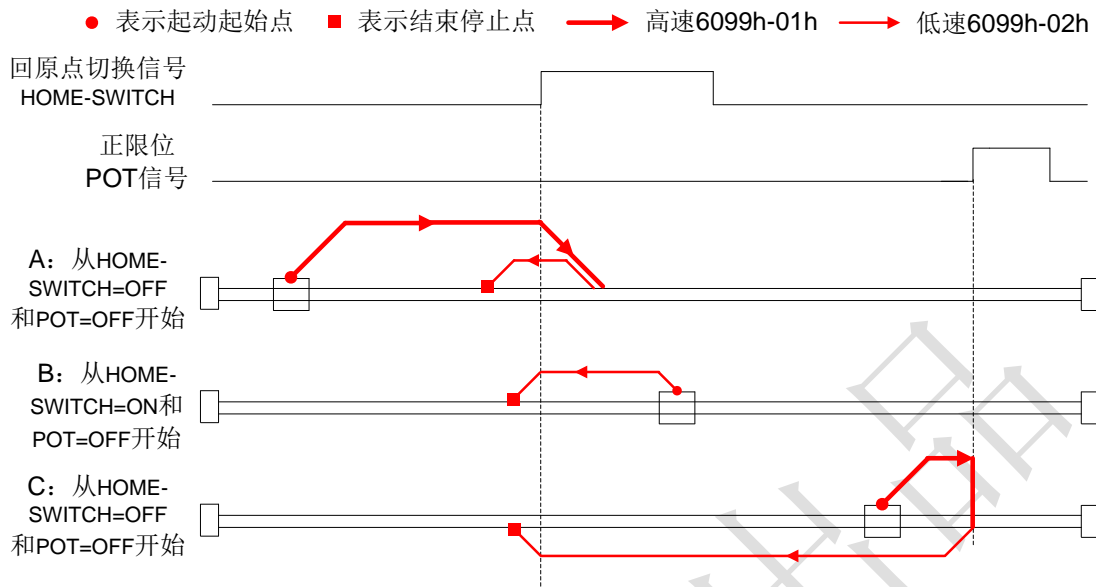 表示起动起始点 表示结束停止点 高速6099h-01h 低速6099h-02h
回原点切换信号
HOME-SWITCH
正限位
POT信号
A：从HOME-
SWITCH=OFF
和POT=OFF开始
B：从HOME-
SWITCH=ON和
POT=OFF开始
C：从HOME-
SWITCH=OFF
和POT=OFF开始